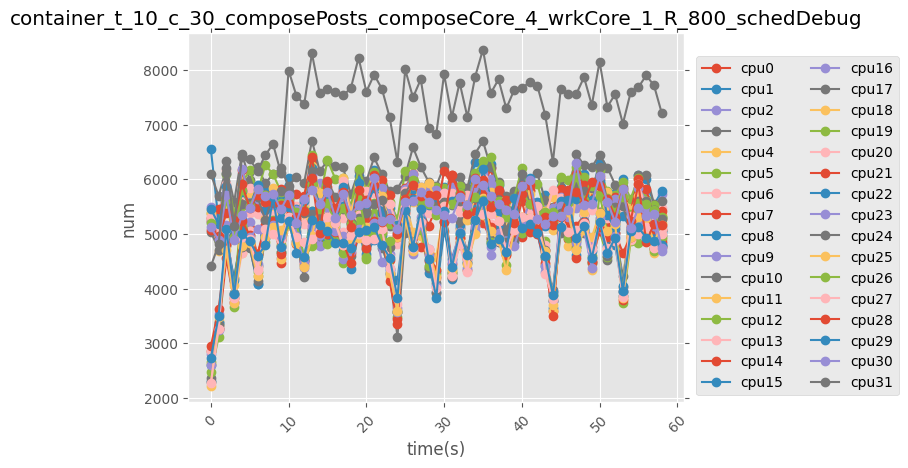 container_t_10_c_30_composePosts_composeCore_4_wrkCore_1_R_800_schedDebug
8000
7000
6000
5000
4000
3000
2000
num
0
10
20
30
40
50
60
time(s)
cpu0
cpu1
cpu2
cpu3
cpu4
cpu5
cpu6
cpu7
cpu8
cpu9
cpu10
cpu11
cpu12
cpu13
cpu14
cpu15
cpu16
cpu17
cpu18
cpu19
cpu20
cpu21
cpu22
cpu23
cpu24
cpu25
cpu26
cpu27
cpu28
cpu29
cpu30
cpu31